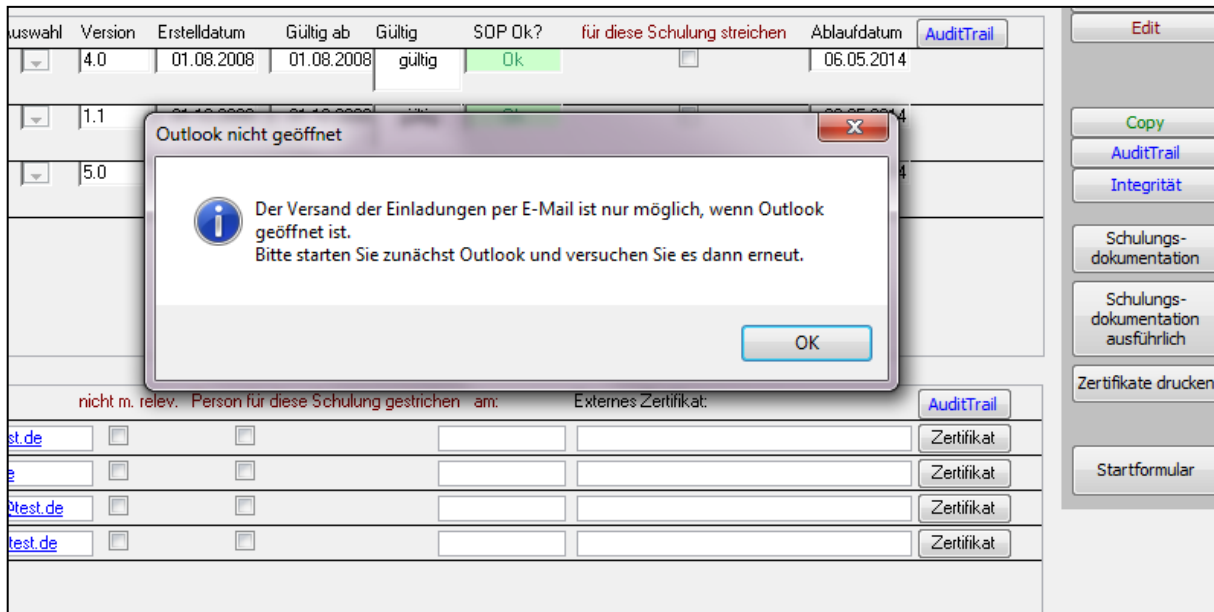 uswahl Version Erstelldatum Gültig ab Gültig SOP Ok? für diese Schulung streichen Ablaufdatum AuditTrail
4.0 01.08.2008 01.08.2008 gültig Ok 06.05.2014
1.1
5.0
Outlook nicht geöffnet
Der Versand der Einladungen per E-Mail ist nur möglich, wenn Outlook
geöffnet ist.
Bitte starten Sie zunächst Outlook und versuchen Sie es dann erneut.
OK
nicht m. relev. Person für diese Schulung gestrichen am: Externes Zertifikat: AuditTrail
st.de Zertifikat
e Zertifikat
@test.de Zertifikat
test.de Zertifikat
Edit
Copy
AuditTrail
Integrität
Schulungs-
dokumentation
Schulungs-
dokumentation
ausführlich
Zertifikate drucken
Startformular